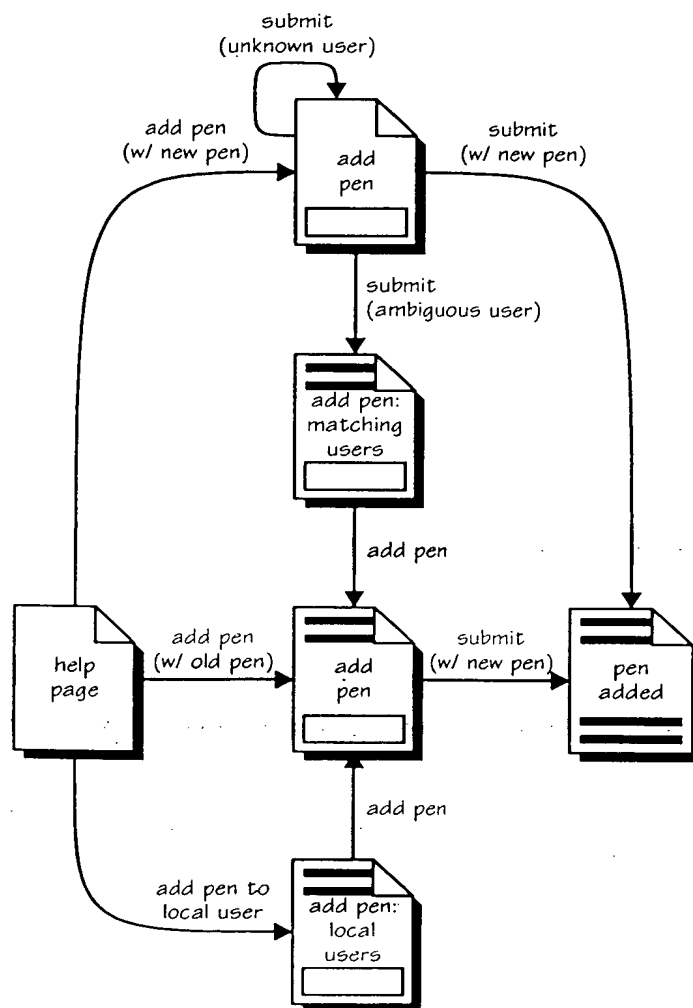 submit
(unknown user)
add pen
(w/ new pen)
add
pen
submit
(w/ new pen)
submit
(ambiguous user)
add pen:
matching
users
add pen
help
page
add pen
(w/ old pen)
add
pen
submit
(w/ new pen)
pen
added
add pen
add pen to
local user
add pen:
local
users